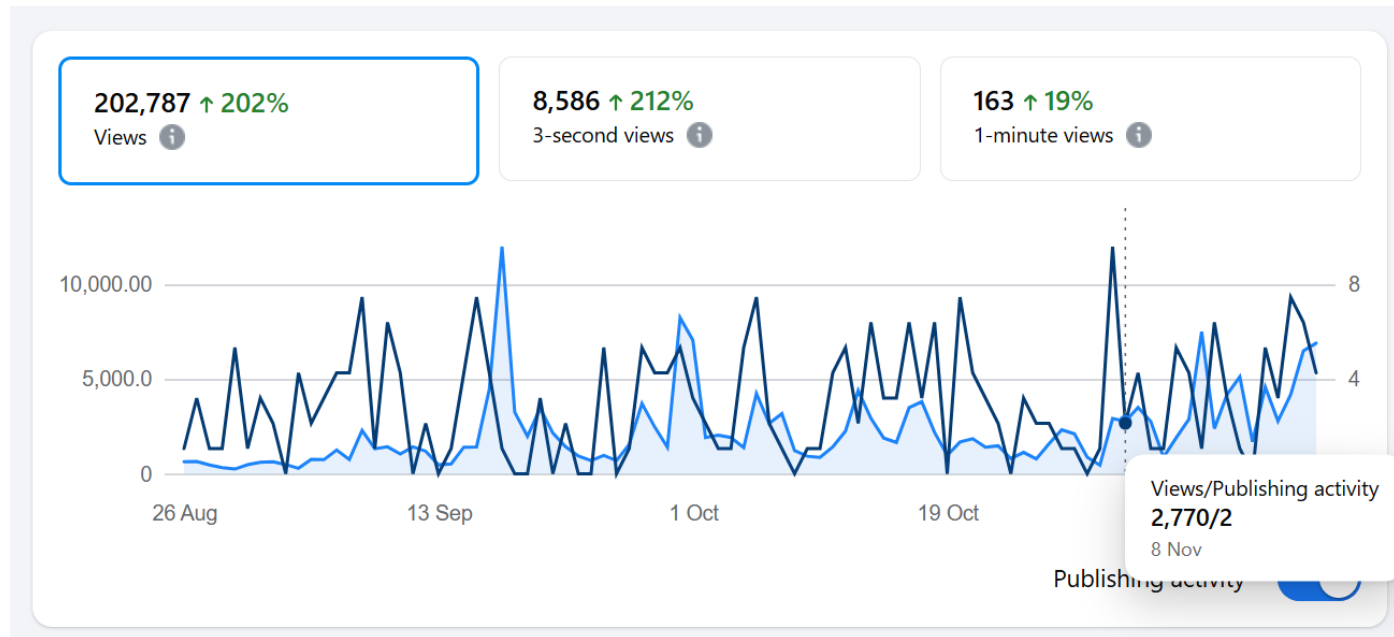 202,787 ↑ 202%
Views
8,586 ↑ 212%
3-second views
163 ↑ 19%
1-minute views
10,000.00
8
5,000.0
4
0
26 Aug
13 Sep
1 Oct
19 Oct
Views/Publishing activity
2,770/2
8 Nov
Publishing activity